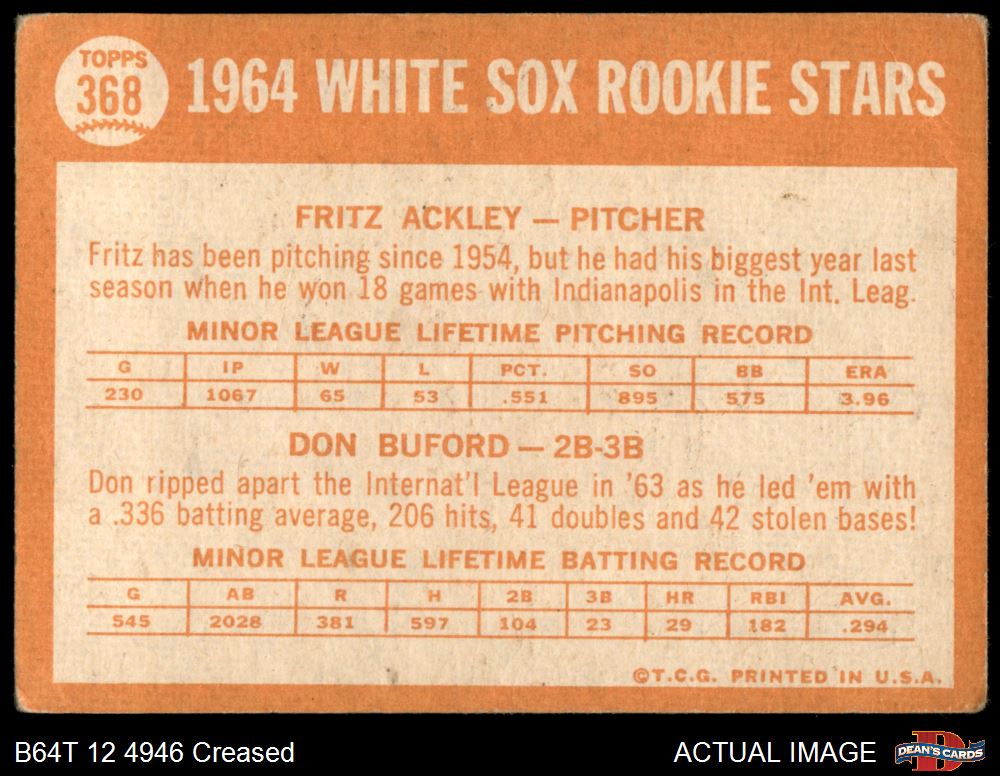 TOPPS
368
1964 WHITE SOX ROOKIE STARS
FRITZ ACKLEY — PITCHER
Fritz has been pitching since 1954, but he had his biggest year last
season when he won 18 games with Indianapolis in the Int. Leag.
MINOR LEAGUE LIFETIME PITCHING RECORD
G IP W L PCT. SO BB ERA
230 1067 65 53 .551 895 575 3.96
DON BUFORD — 2B-3B
Don ripped apart the Internat'l League in '63 as he led 'em with
a .336 batting average, 206 hits, 41 doubles and 42 stolen bases!
MINOR LEAGUE LIFETIME BATTING RECORD
G AB R H 2B 3B HR RBI AVG.
545 2028 381 597 104 23 29 182 .294
©T.C.G. PRINTED IN U.S.A.
B64T 12 4946 Creased
ACTUAL IMAGE
DEAN'S CARDS